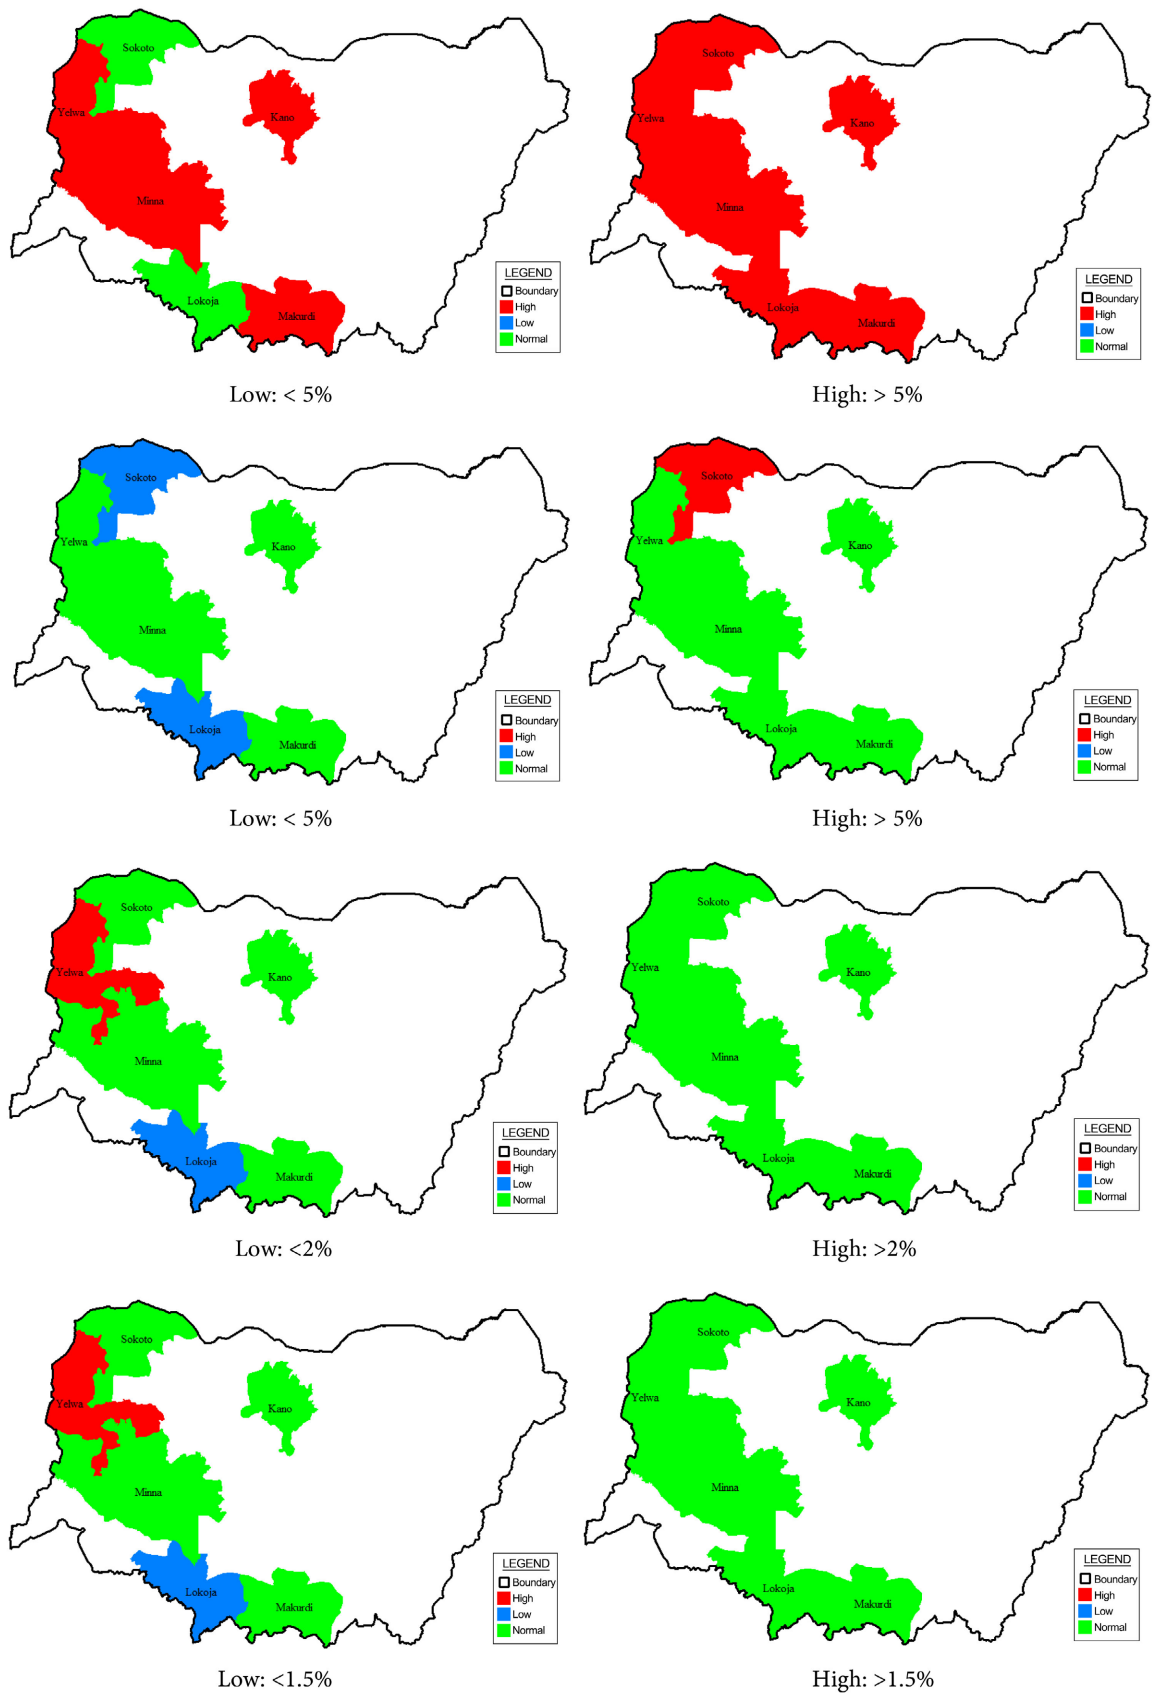 Sokoto
Yelwa
Kano
Minna
Lokoja
Makurdi
LEGEND
Boundary
High
Low
Normal
Low: < 5%
Sokoto
Yelwa
Kano
Minna
Lokoja
Makurdi
LEGEND
Boundary
High
Low
Normal
High: > 5%
Sokoto
Yelwa
Kano
Minna
Lokoja
Makurdi
LEGEND
Boundary
High
Low
Normal
Low: < 5%
Sokoto
Yelwa
Kano
Minna
Lokoja
Makurdi
LEGEND
Boundary
High
Low
Normal
High: > 5%
Sokoto
Yelwa
Kano
Minna
Lokoja
Makurdi
LEGEND
Boundary
High
Low
Normal
Low: <2%
Sokoto
Yelwa
Kano
Minna
Lokoja
Makurdi
LEGEND
Boundary
High
Low
Normal
High: >2%
Sokoto
Yelwa
Kano
Minna
Lokoja
Makurdi
LEGEND
Boundary
High
Low
Normal
Low: <1.5%
Sokoto
Yelwa
Kano
Minna
Lokoja
Makurdi
LEGEND
Boundary
High
Low
Normal
High: >1.5%